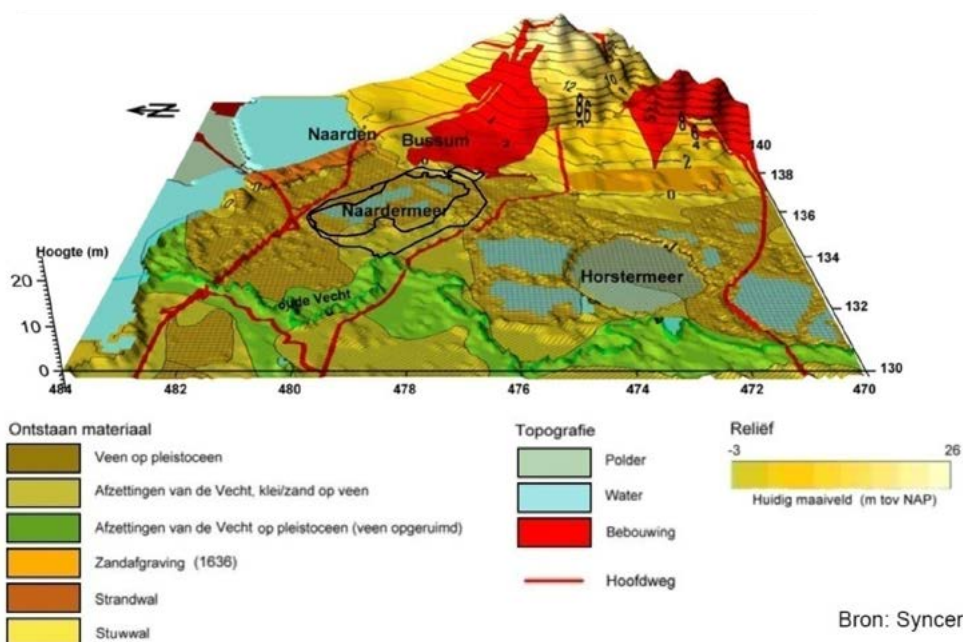 N
Naarden
Bussum
Naardermeer
Horstermeer
oude Vecht
Hoogte (m)
20
10
0
484
482
480
478
476
474
472
470
130
132
134
136
138
140
12
10
8
6
4
2
0
Ontstaan materiaal
Veen op pleistoceen
Afzettingen van de Vecht, klei/zand op veen
Afzettingen van de Vecht op pleistoceen (veen opgeruimd)
Zandafgraving (1636)
Strandwal
Stuwwal
Topografie
Polder
Water
Bebouwing
Hoofdweg
Reliëf
-3
26
Huidig maaiveld (m tov NAP)
Bron: Syncer